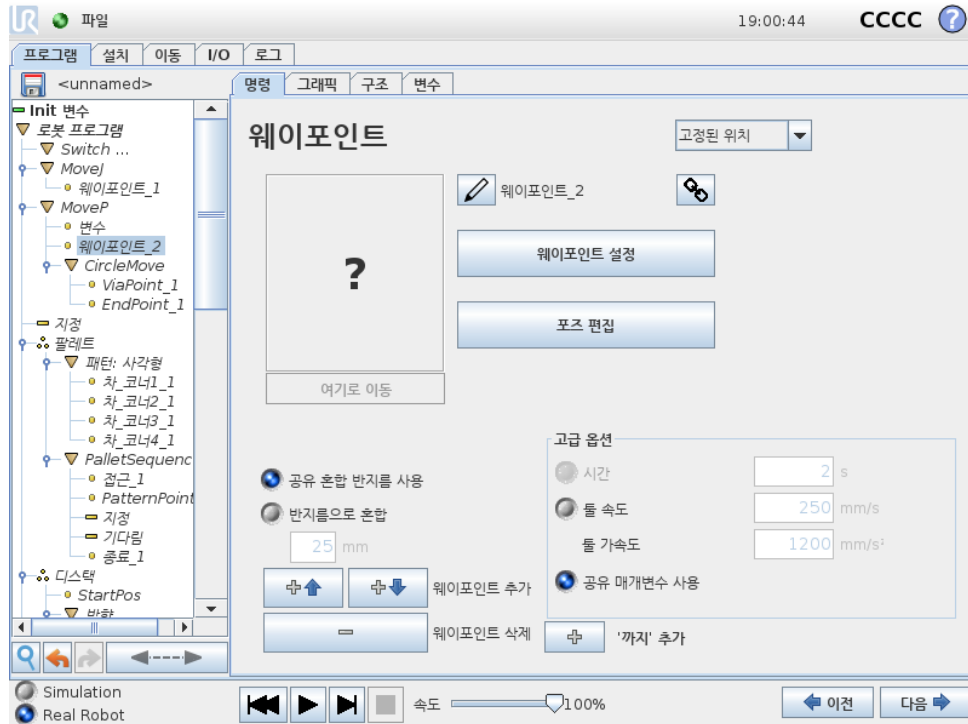 UR 파일 19:00:44 CCCC ?
프로그램 설치 이동 I/O 로그
<unnamed>
명령 그래픽 구조 변수
Init 변수
로봇 프로그램
Switch ...
MoveJ
웨이포인트_1
MoveP
변수
웨이포인트_2
CircleMove
ViaPoint_1
EndPoint_1
지정
팔레트
패턴: 사각형
차_코너1_1
차_코너2_1
차_코너3_1
차_코너4_1
PalletSequenc
접근_1
PatternPoint
지정
기다림
종료_1
디스택
StartPos
방향
웨이포인트
고정된 위치
?
웨이포인트_2
웨이포인트 설정
포즈 편집
여기로 이동
공유 혼합 반지름 사용
반지름으로 혼합
25 mm
웨이포인트 추가
웨이포인트 삭제
고급 옵션
시간 2 s
툴 속도 250 mm/s
툴 가속도 1200 mm/s²
공유 매개변수 사용
'까지' 추가
Simulation
Real Robot
속도 100%
이전 다음